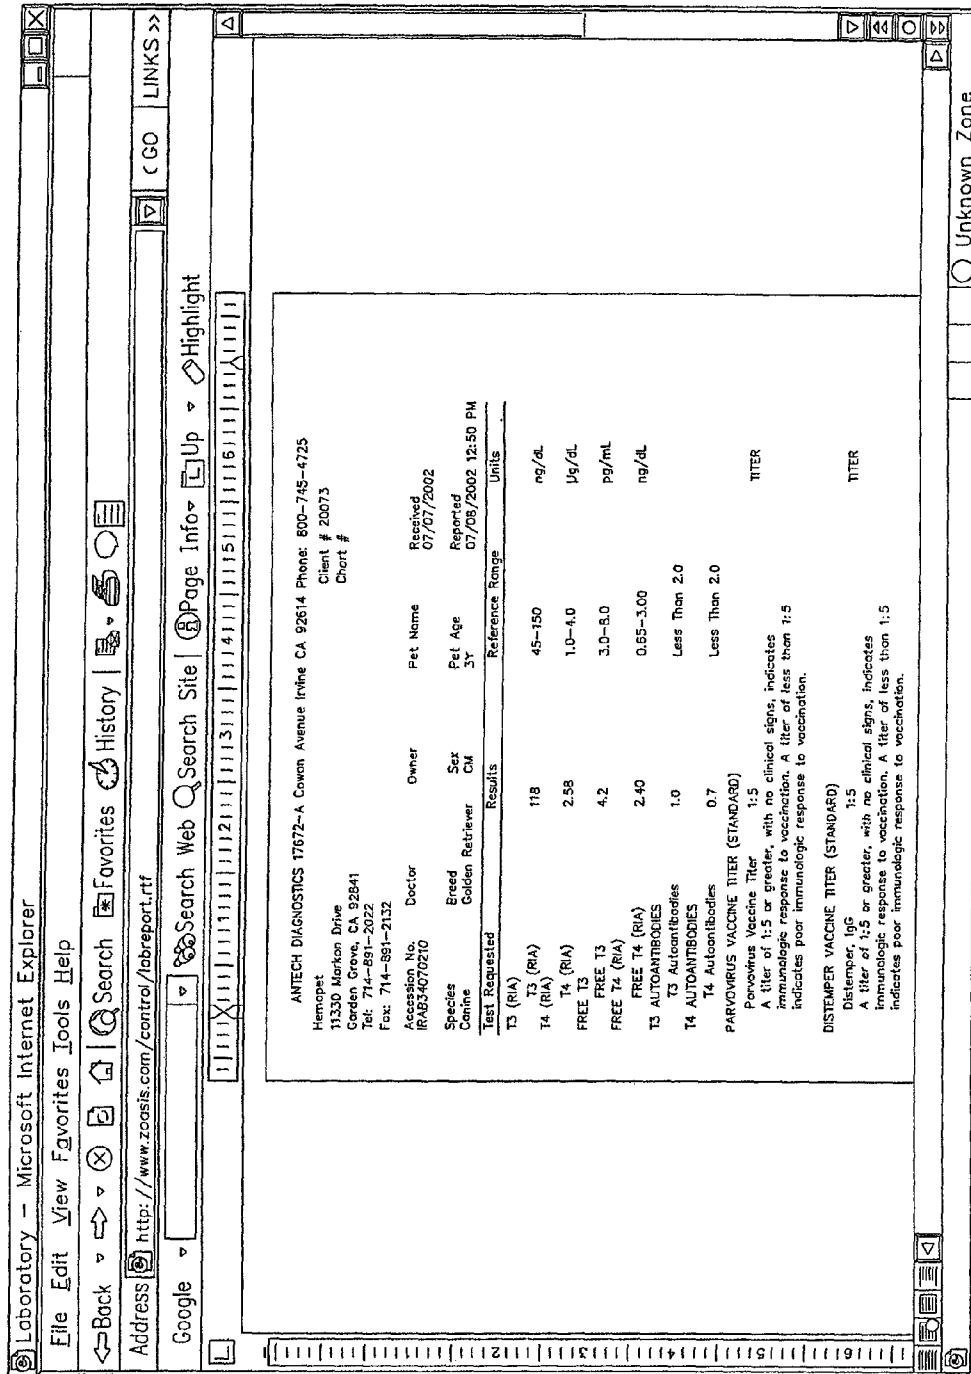 Laboratory – Microsoft Internet Explorer
File Edit View Favorites Tools Help
Back Search Favorites History
Address http://www.zoasis.com/control/labreport.rtf GO LINKS »
Google Search Web Search Site Page Info Up Highlight
ANTECH DIAGNOSTICS 17672-A Cowan Avenue Irvine CA 92614 Phone: 800-745-4725
Hemopet Client # 20073
11330 Markon Drive Chart #
Garden Grove, CA 92841
Tel: 714-891-2022
Fax: 714-891-2132
Accession No. Doctor Owner Pet Name Received
IRAB34070210 07/07/2002
Species Breed Sex Pet Age Reported
Canine Golden Retriever CM 3Y 07/08/2002 12:50 PM
Test Requested Results Reference Range Units
T3 (RIA)
T3 (RIA) 118 45-150 ng/dL
T4 (RIA)
T4 (RIA) 2.58 1.0-4.0 µg/dL
FREE T3
FREE T3 4.2 3.0-8.0 pg/mL
FREE T4 (RIA)
FREE T4 (RIA) 2.40 0.65-3.00 ng/dL
T3 AUTOANTIBODIES
T3 Autoantibodies 1.0 Less Than 2.0
T4 AUTOANTIBODIES
T4 Autoantibodies 0.7 Less Than 2.0
PARVOVIRUS VACCINE TITER (STANDARD)
Parvovirus Vaccine Titer 1:5 TITER
A titer of 1:5 or greater, with no clinical signs, indicates
immunologic response to vaccination. A titer of less than 1:5
indicates poor immunologic response to vaccination.
DISTEMPER VACCINE TITER (STANDARD)
Distemper, IgG 1:5 TITER
A titer of 1:5 or greater, with no clinical signs, indicates
immunologic response to vaccination. A titer of less than 1:5
indicates poor immunologic response to vaccination.
Unknown Zone